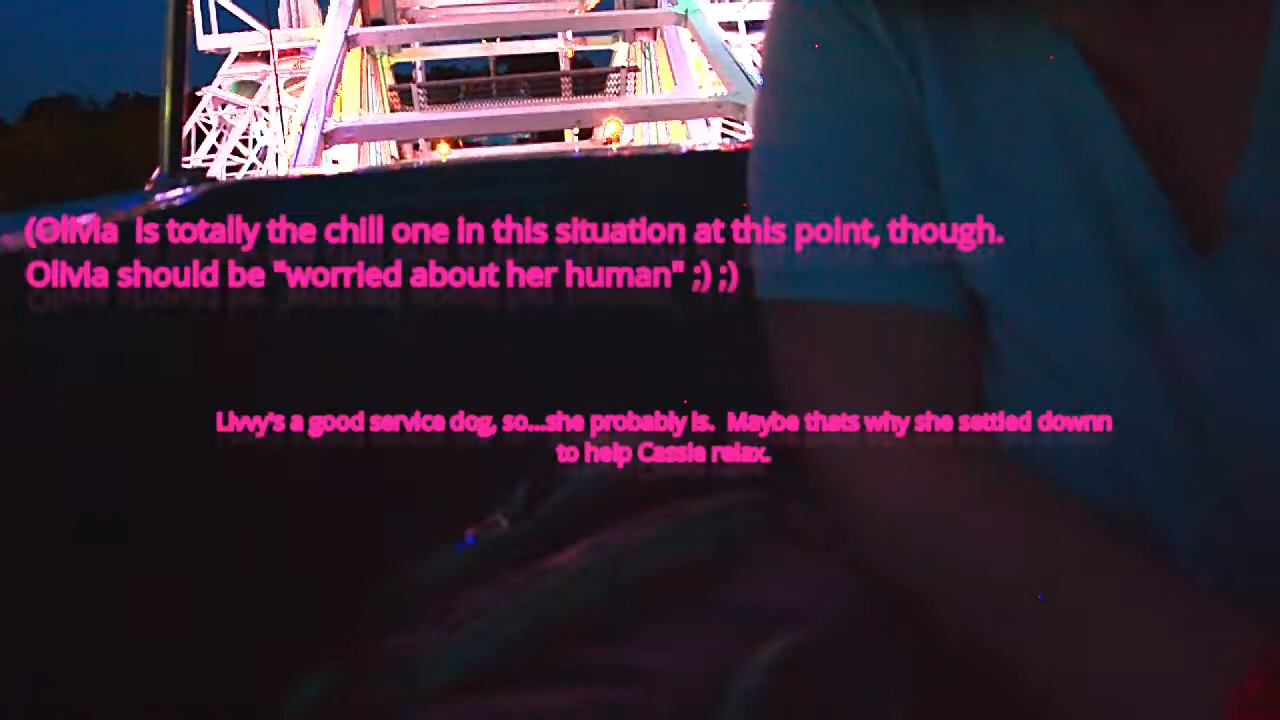 (Olivia  is totally the chill one in this situation at this point, though.
Olivia should be "worried about her human" ;) ;)
Livvy's a good service dog, so...she probably is.  Maybe thats why she settled downn
to help Cassie relax.